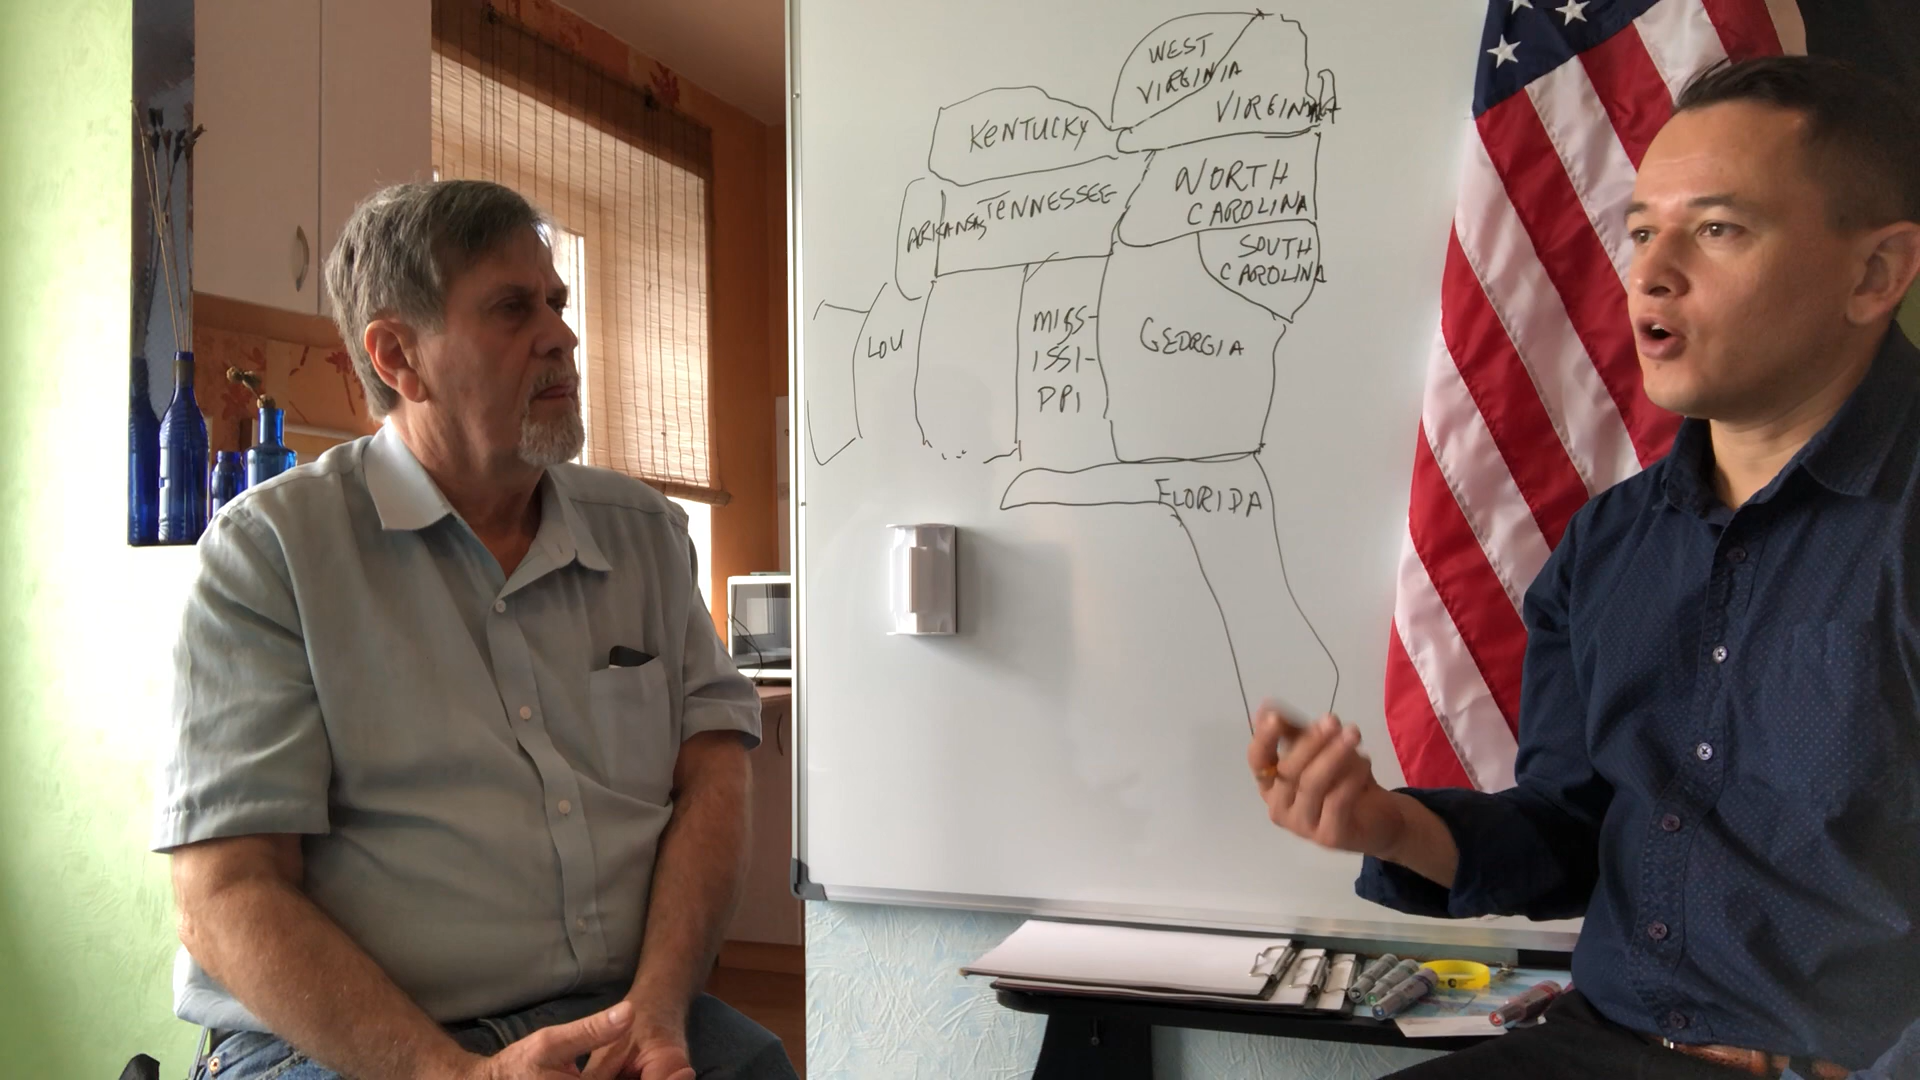 WEST
VIRGINIA
VIRGINIA
KENTUCKY
NORTH
CAROLINA
TENNESSEE
ARKANSAS
SOUTH
CAROLINA
MISS-
ISSI-
PPI
GEORGIA
LOU
FLORIDA